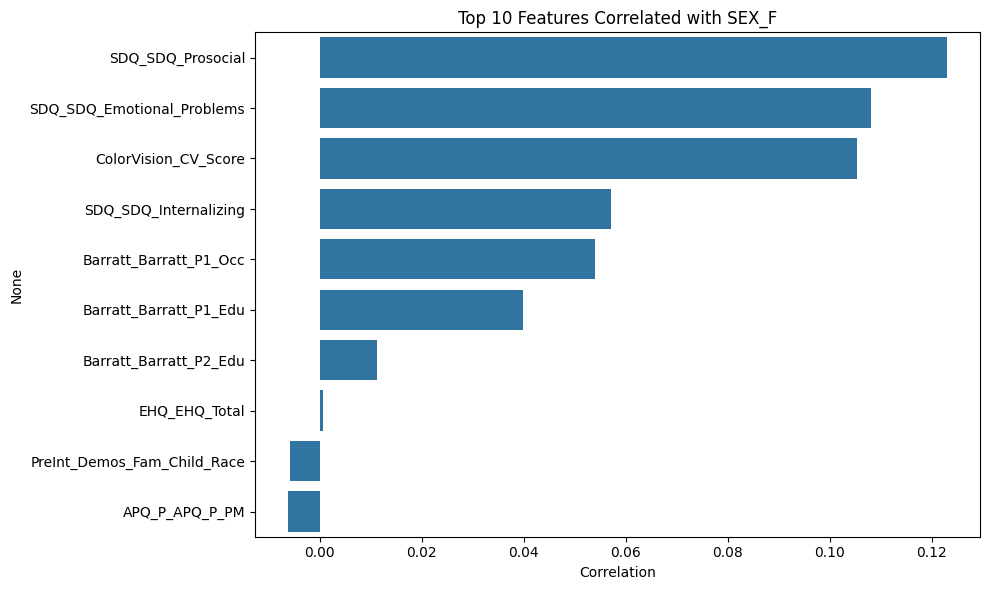 Top 10 Features Correlated with SEX_F
SDQ_SDQ_Prosocial
SDQ_SDQ_Emotional_Problems
ColorVision_CV_Score
SDQ_SDQ_Internalizing
Barratt_Barratt_P1_Occ
Barratt_Barratt_P1_Edu
Barratt_Barratt_P2_Edu
EHQ_EHQ_Total
PreInt_Demos_Fam_Child_Race
APQ_P_APQ_P_PM
None
0.00 0.02 0.04 0.06 0.08 0.10 0.12
Correlation